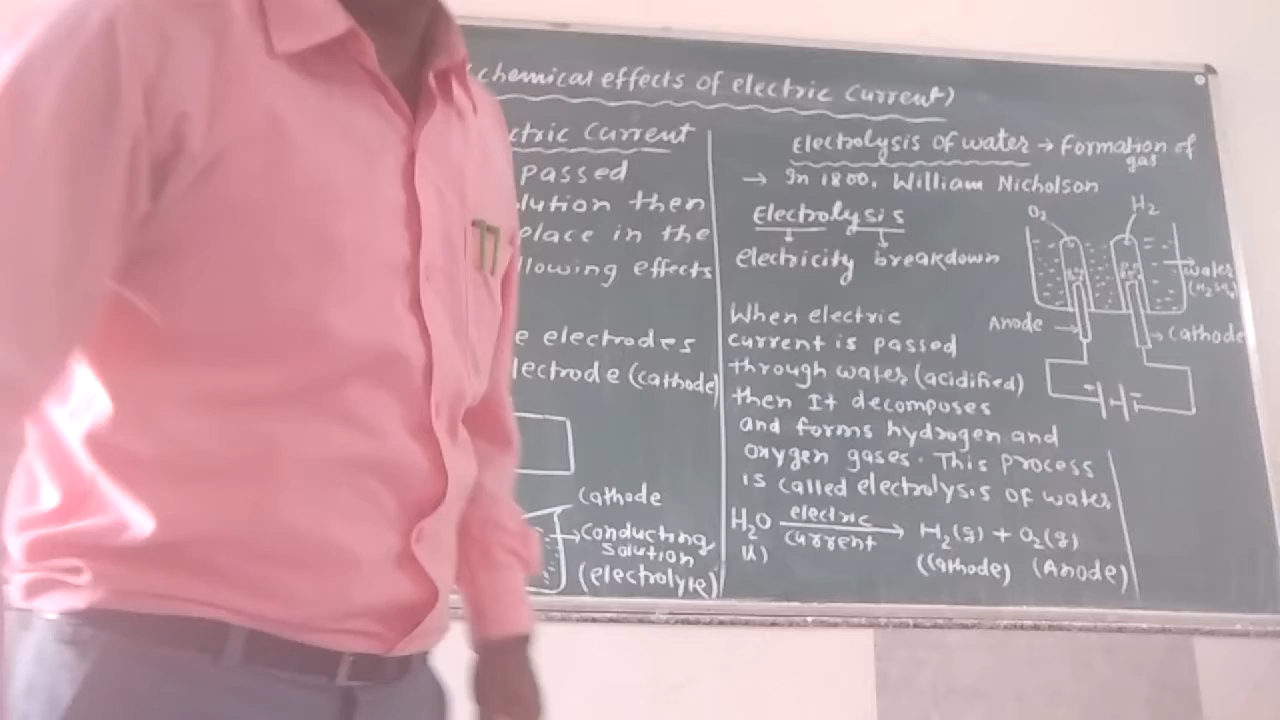 (chemical effects of electric current)
ctric current
passed
lution then
place in the
llowing effects
e electrodes
lectrode (cathode)
cathode
conducting
solution
(electrolyte)
Electrolysis of water → Formation of
gas
→ In 1800, William Nicholson
Electrolysis
electricity breakdown
O2
H2
water
(H2SO4)
Anode
cathode
When electric
current is passed
through water (acidified)
then It decomposes
and forms hydrogen and
oxygen gases. This process
is called electrolysis of water
H2O electric current → H2(g) + O2(g)
(l)
(cathode) (Anode)